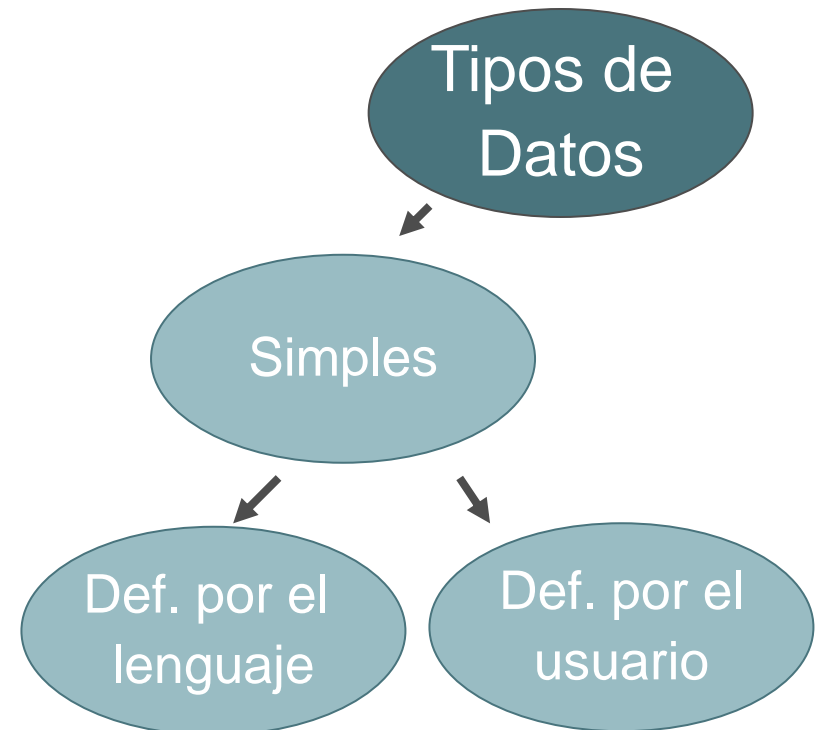 Tipos de
Datos
Simples
Def. por el
lenguaje
Def. por el
usuario